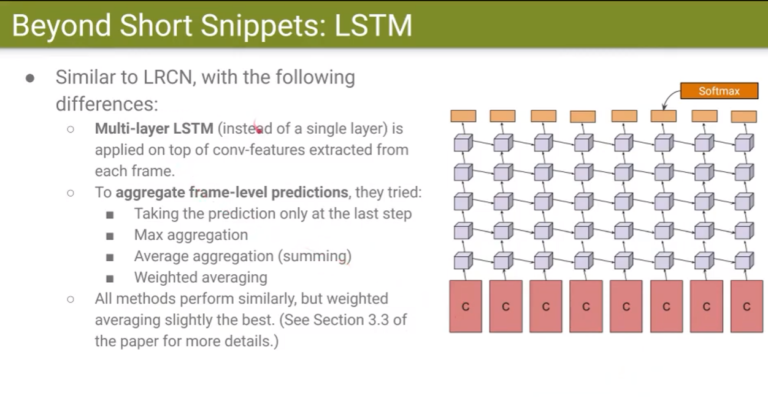 Beyond Short Snippets: LSTM
● Similar to LRCN, with the following
differences:
○ Multi-layer LSTM (instead of a single layer) is
applied on top of conv-features extracted from
each frame.
○ To aggregate frame-level predictions, they tried:
■ Taking the prediction only at the last step
■ Max aggregation
■ Average aggregation (summing)
■ Weighted averaging
○ All methods perform similarly, but weighted
averaging slightly the best. (See Section 3.3 of
the paper for more details.)
Softmax
C C C C C C C C